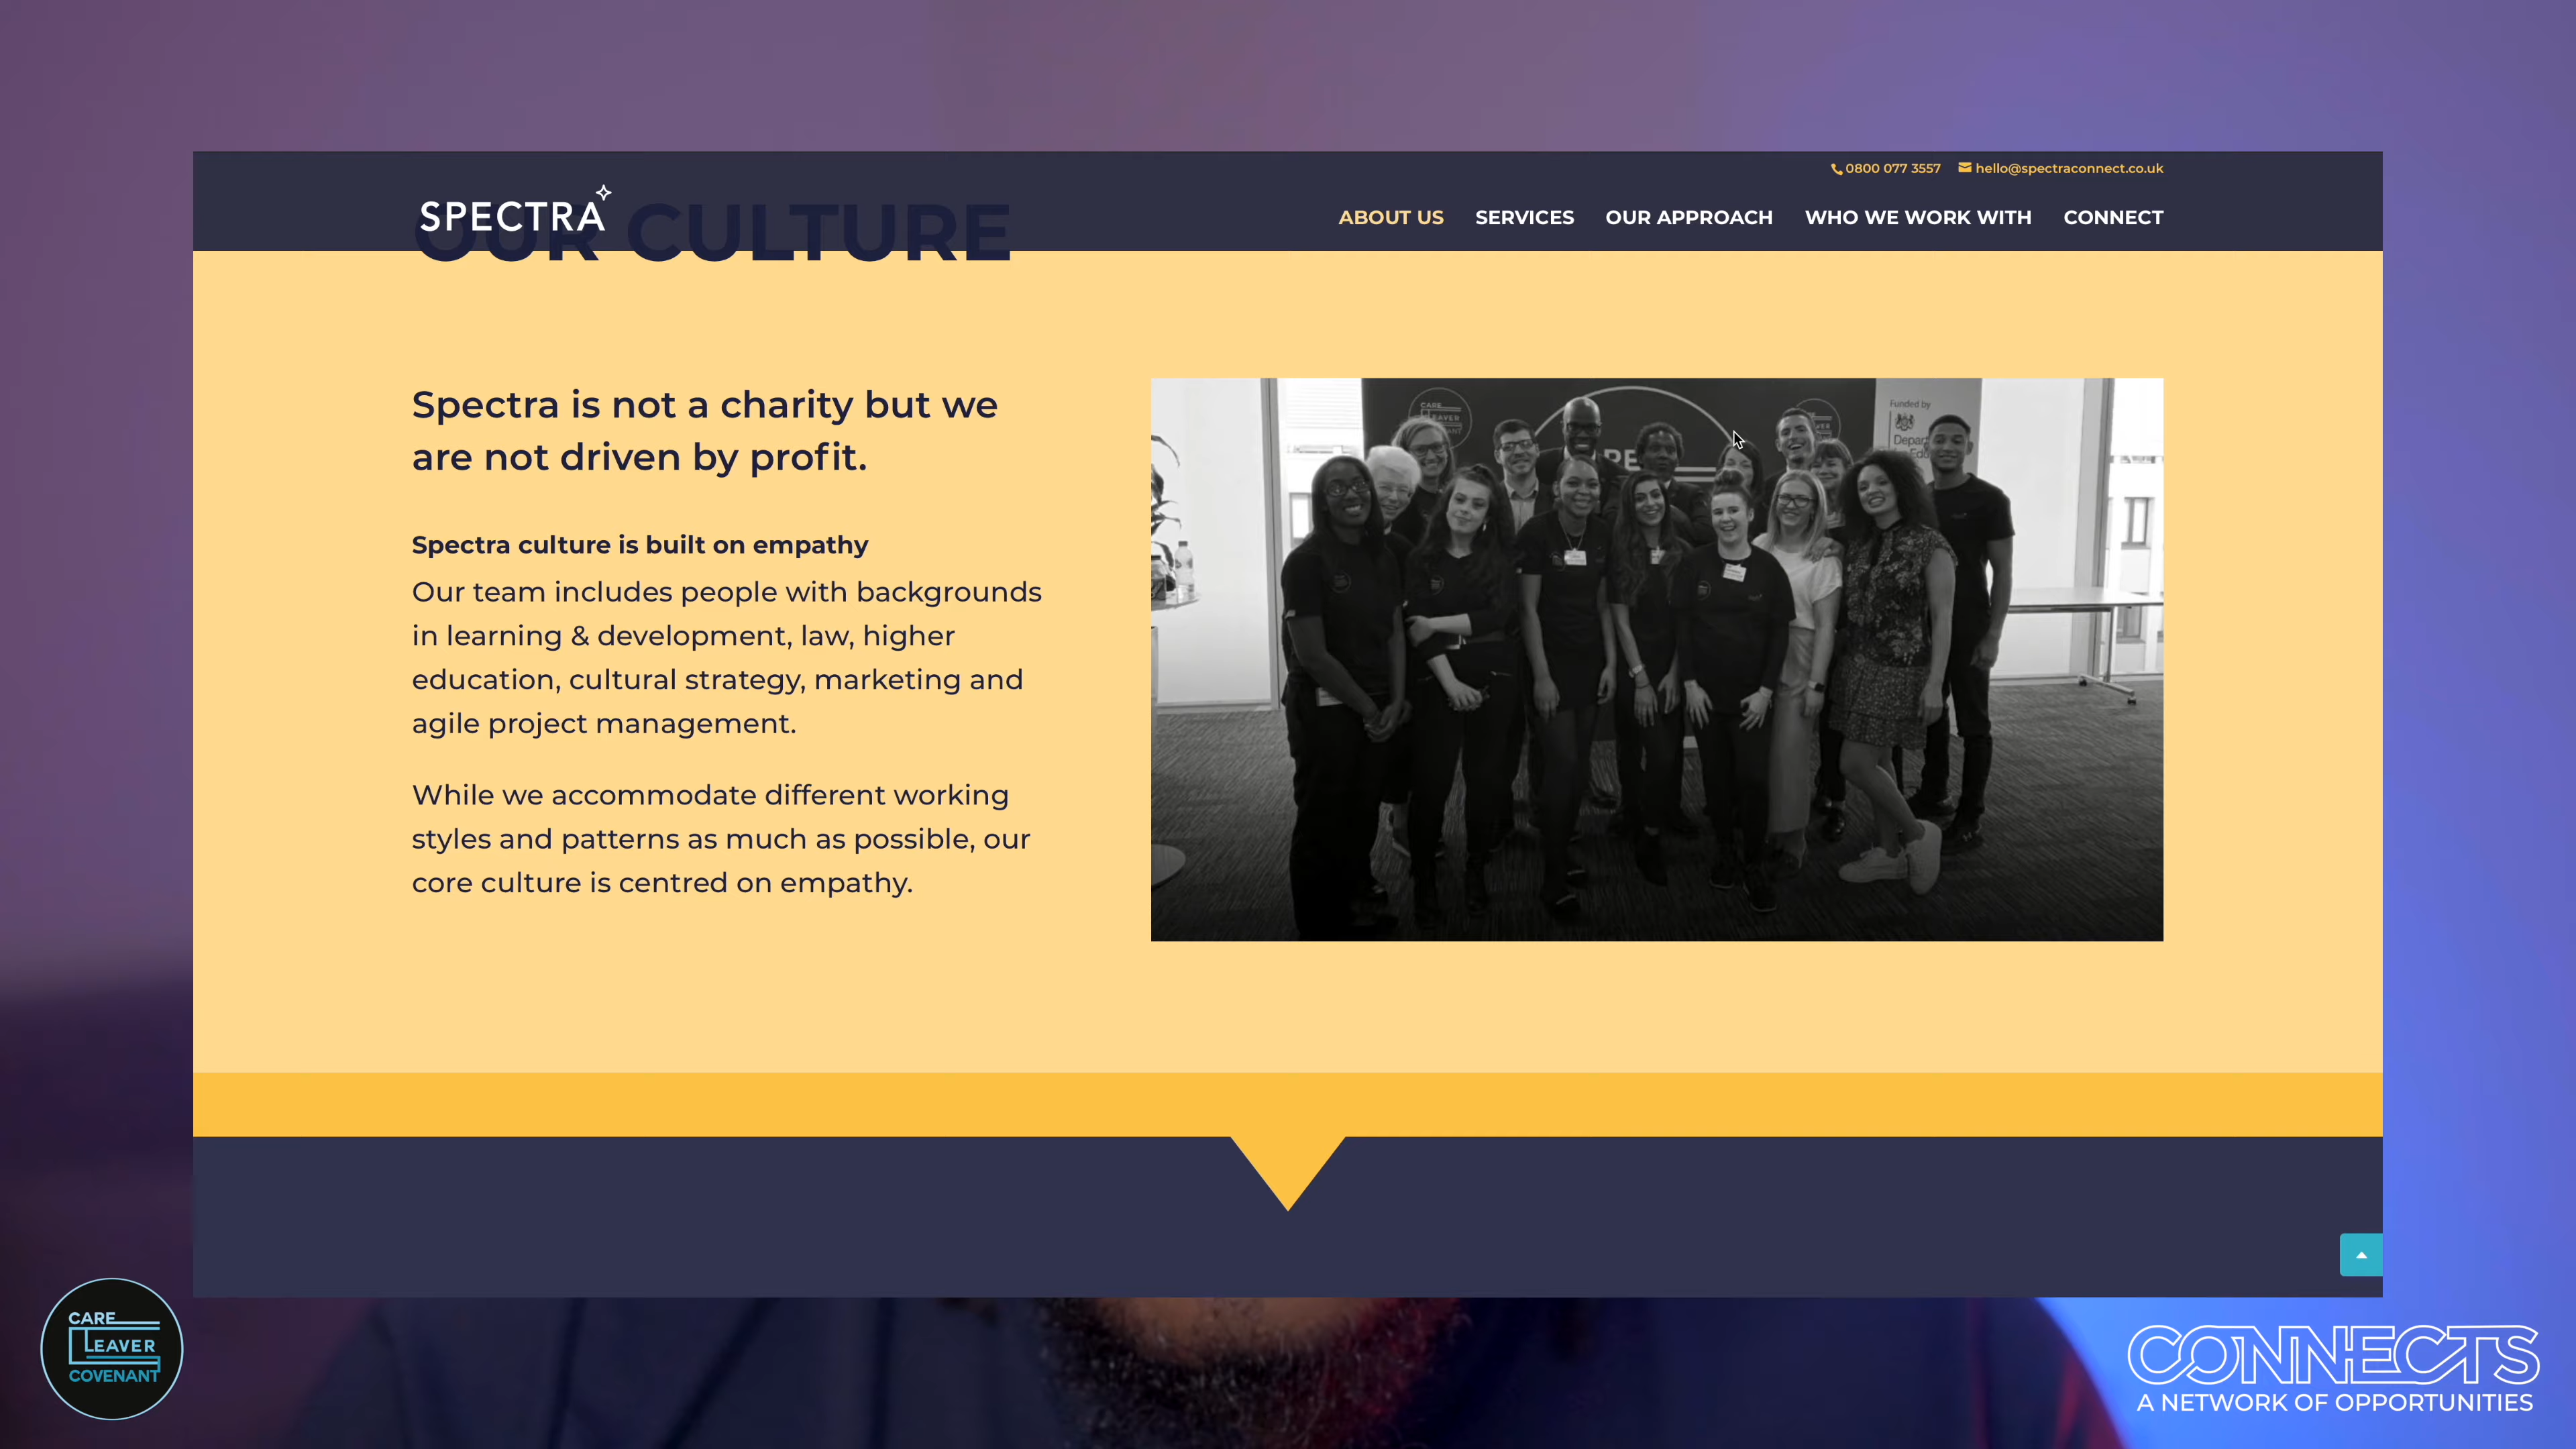 0800 077 3557 hello@spectraconnect.co.uk
SPECTRA
ABOUT US SERVICES OUR APPROACH WHO WE WORK WITH CONNECT
OUR CULTURE
Spectra is not a charity but we
are not driven by profit.
Spectra culture is built on empathy
Our team includes people with backgrounds
in learning & development, law, higher
education, cultural strategy, marketing and
agile project management.
While we accommodate different working
styles and patterns as much as possible, our
core culture is centred on empathy.
CARE
LEAVER
Funded by
CARE
LEAVER
COVENANT
CONNECTS
A NETWORK OF OPPORTUNITIES